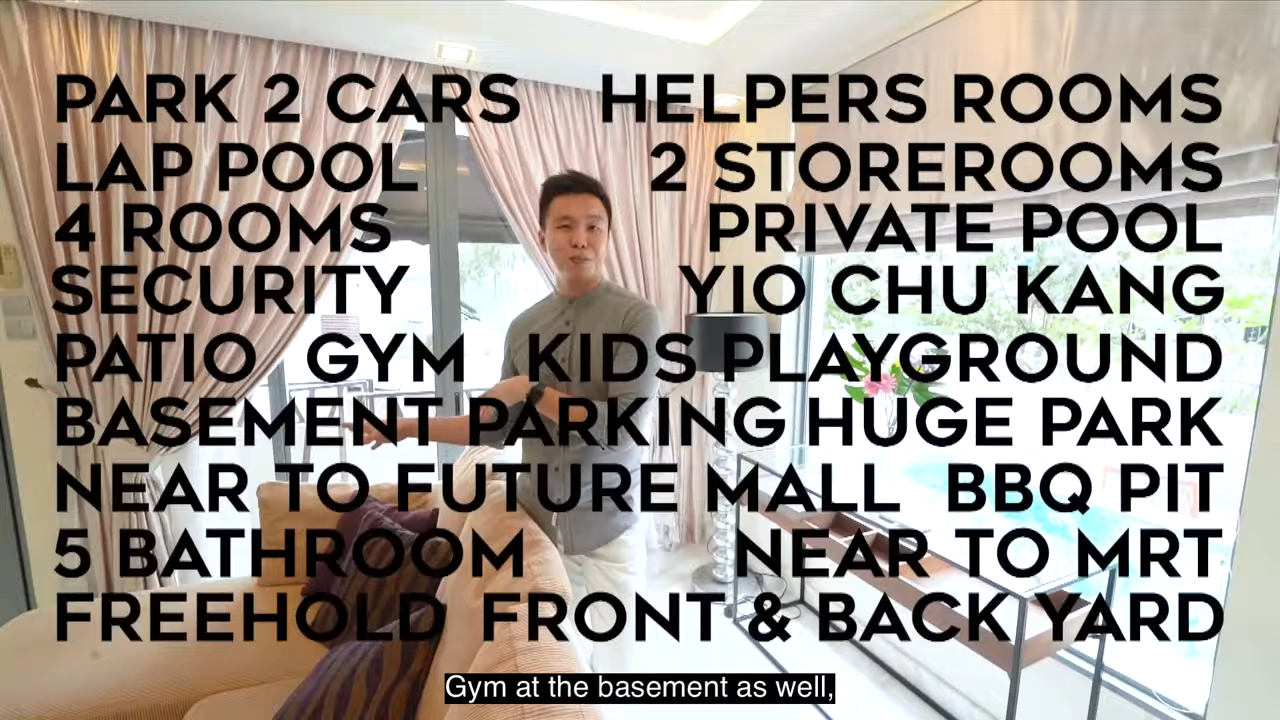 PARK 2 CARS HELPERS ROOMS
LAP POOL 2 STOREROOMS
4 ROOMS PRIVATE POOL
SECURITY YIO CHU KANG
PATIO GYM KIDS PLAYGROUND
BASEMENT PARKING HUGE PARK
NEAR TO FUTURE MALL BBQ PIT
5 BATHROOM NEAR TO MRT
FREEHOLD FRONT & BACK YARD
Gym at the basement as well,